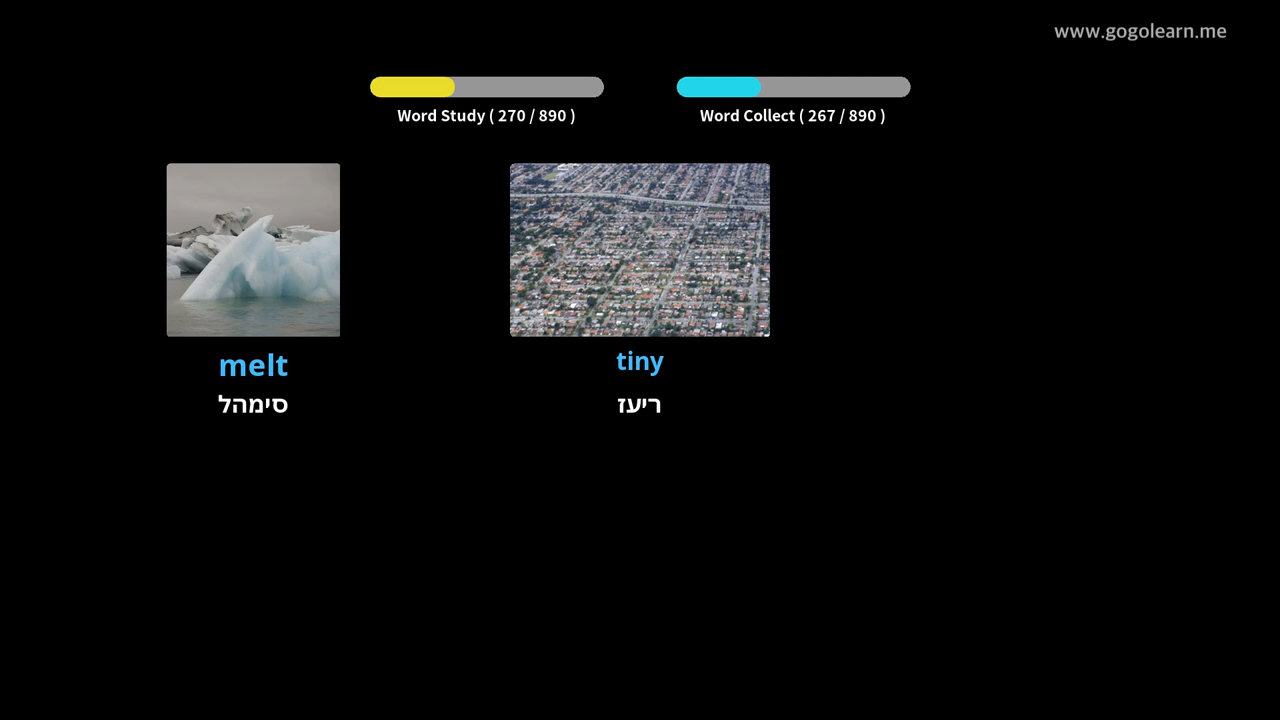 www.gogolearn.me
Word Study ( 270 / 890 )
Word Collect ( 267 / 890 )
melt
סימהל
tiny
ריעז